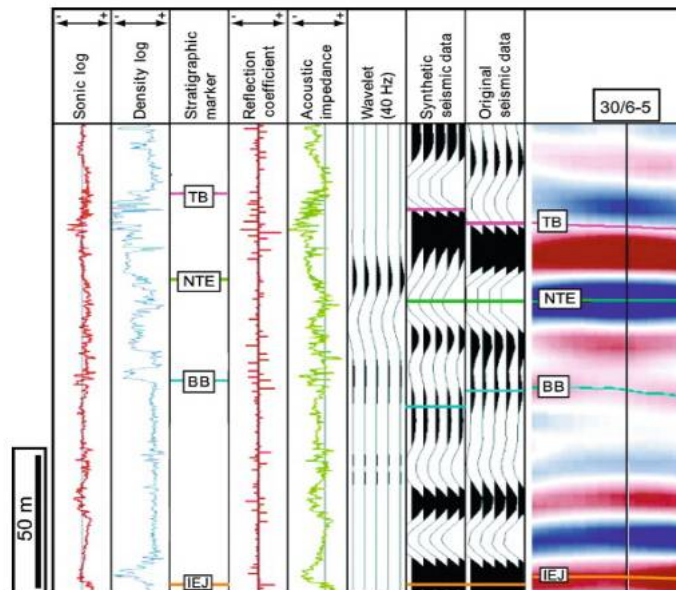 - +
- +
- +
- +
Sonic log
Density log
Stratigraphic
marker
Reflection
coefficient
Acoustic
impedance
Wavelet
(40 Hz)
Synthetic
seismic data
Original
seismic data
30/6-5
TB
TB
NTE
NTE
BB
BB
IEJ
IEJ
50 m